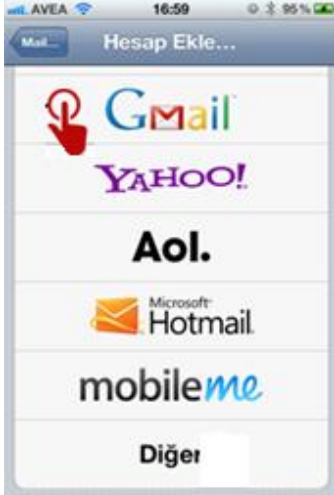 AVEA 16:59 95%
Mail... Hesap Ekle...
Gmail
YAHOO!
Aol.
Microsoft
Hotmail
mobileme
Diğer